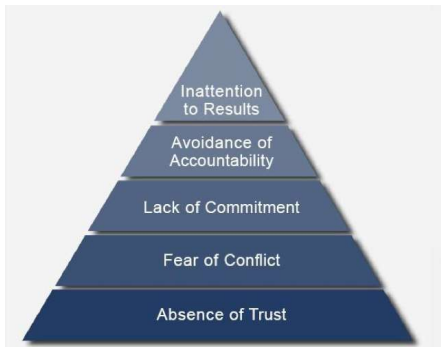 Inattention
to Results
Avoidance of
Accountability
Lack of Commitment
Fear of Conflict
Absence of Trust